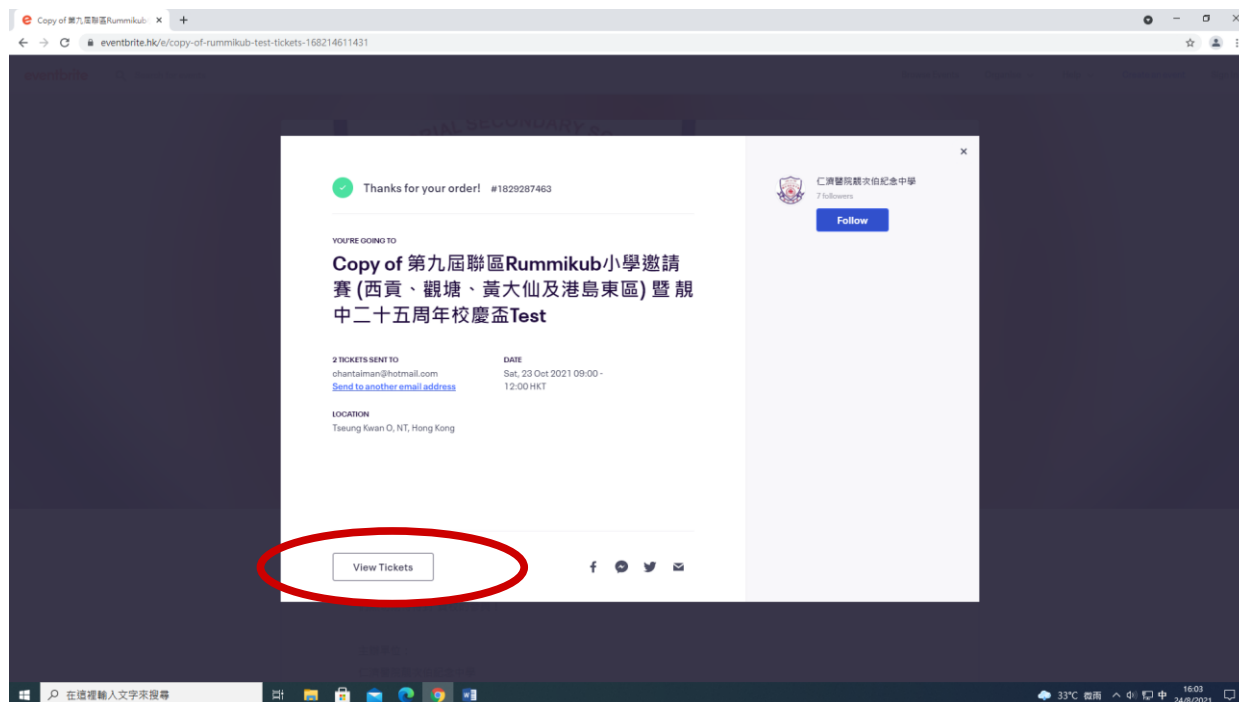 Copy of 第九屆聯區Rummikub
eventbrite.hk/e/copy-of-rummikub-test-tickets-168214611431
eventbrite
Thanks for your order! #1829287463
YOU'RE GOING TO
Copy of 第九屆聯區Rummikub小學邀請
賽 (西貢、觀塘、黃大仙及港島東區) 暨 靚
中二十五周年校慶盃Test
2 TICKETS SENT TO
chantaiman@hotmail.com
Send to another email address
DATE
Sat, 23 Oct 2021 09:00 -
12:00 HKT
LOCATION
Tseung Kwan O, NT, Hong Kong
View Tickets
仁濟醫院靚次伯紀念中學
7 followers
Follow
在這裡輸入文字來搜尋
33°C 微雨
中
16:03
24/8/2021